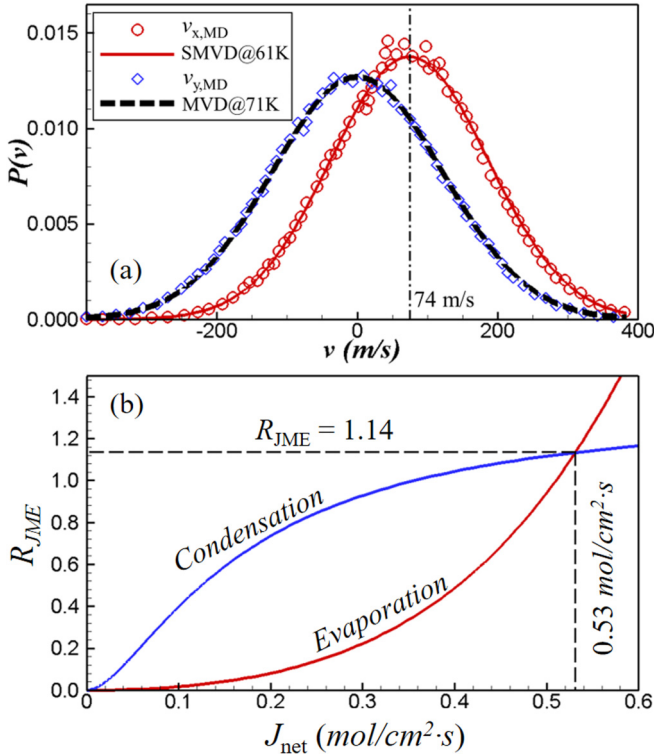 0.015
v_x,MD
SMVD@61K
v_y,MD
MVD@71K
0.010
P(v)
0.005
(a)
74 m/s
0.000
-200
0
200
400
v (m/s)
1.4
(b)
1.2
R_JME = 1.14
1.0
0.8
R_JME
Condensation
0.6
0.4
Evaporation
0.53 mol/cm²·s
0.2
0.0
0
0.1
0.2
0.3
0.4
0.5
0.6
J_net (mol/cm²·s)